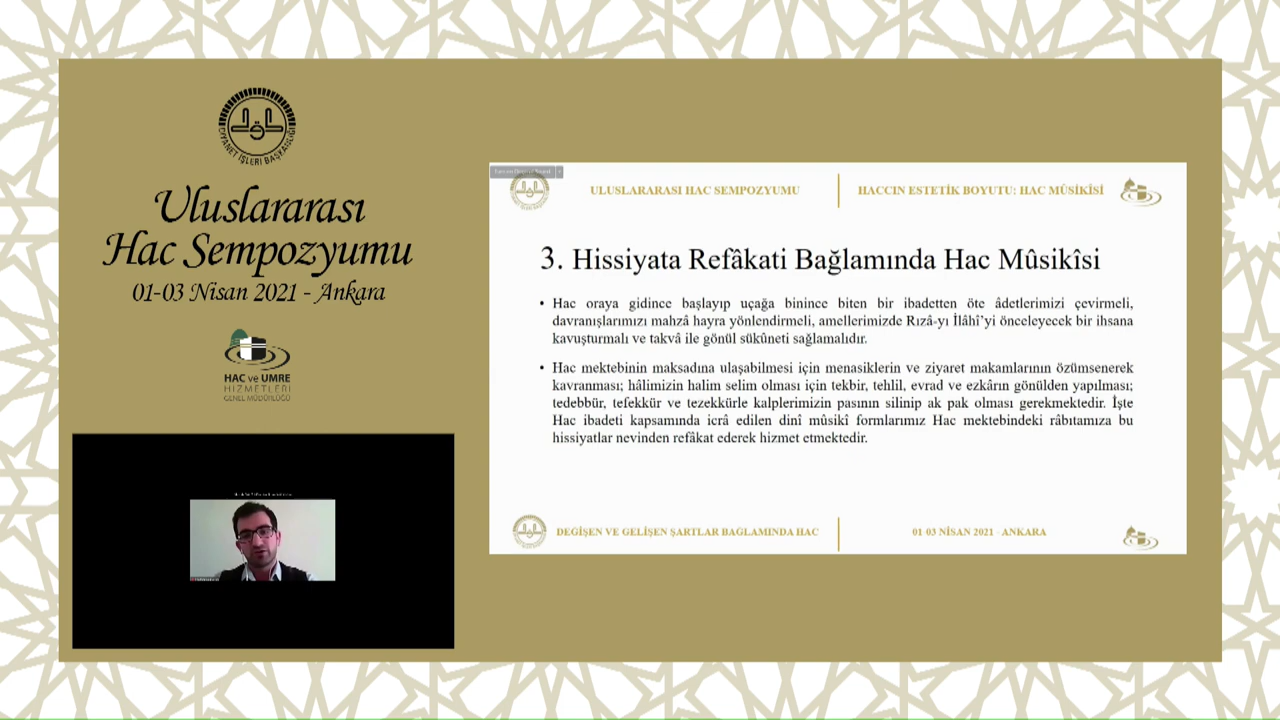 DİYANET İŞLERİ BAŞKANLIĞI
Uluslararası
Hac Sempozyumu
01-03 Nisan 2021 - Ankara
HAC ve UMRE
HİZMETLERİ
GENEL MÜDÜRLÜĞÜ
ULUSLARARASI HAC SEMPOZYUMU
HACCIN ESTETİK BOYUTU: HAC MÛSİKÎSİ
3. Hissiyata Refâkati Bağlamında Hac Mûsikîsi
• Hac oraya gidince başlayıp uçağa binince biten bir ibadetten öte âdetlerimizi çevirmeli,
davranışlarımızı mahzâ hayra yönlendirmeli, amellerimizde Rızâ-yı İlâhî’yi önceleyecek bir ihsana
kavuşturmalı ve takvâ ile gönül sükûneti sağlamalıdır.
• Hac mektebinin maksadına ulaşabilmesi için menasiklerin ve ziyaret makamlarının özümsenerek
kavranması; hâlimizin halim selim olması için tekbir, tehlil, evrad ve ezkârın gönülden yapılması;
tedebbür, tefekkür ve tezekkürle kalplerimizin pasının silinip ak pak olması gerekmektedir. İşte
Hac ibadeti kapsamında icrâ edilen dinî mûsikî formlarımız Hac mektebindeki râbıtamıza bu
hissiyatlar nevinden refâkat ederek hizmet etmektedir.
DEĞİŞEN VE GELİŞEN ŞARTLAR BAĞLAMINDA HAC
01-03 NİSAN 2021 - ANKARA